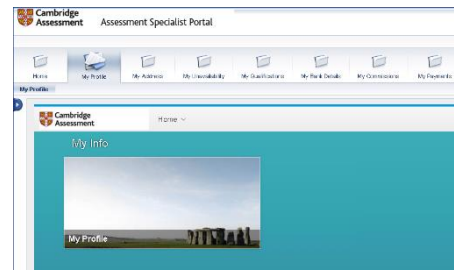 Cambridge
Assessment
Assessment Specialist Portal
Home
My Profile
My Address
My Unavailability
My Qualifications
My Bank Details
My Commissions
My Payments
My Profile
Cambridge
Assessment
Home
My Info
My Profile